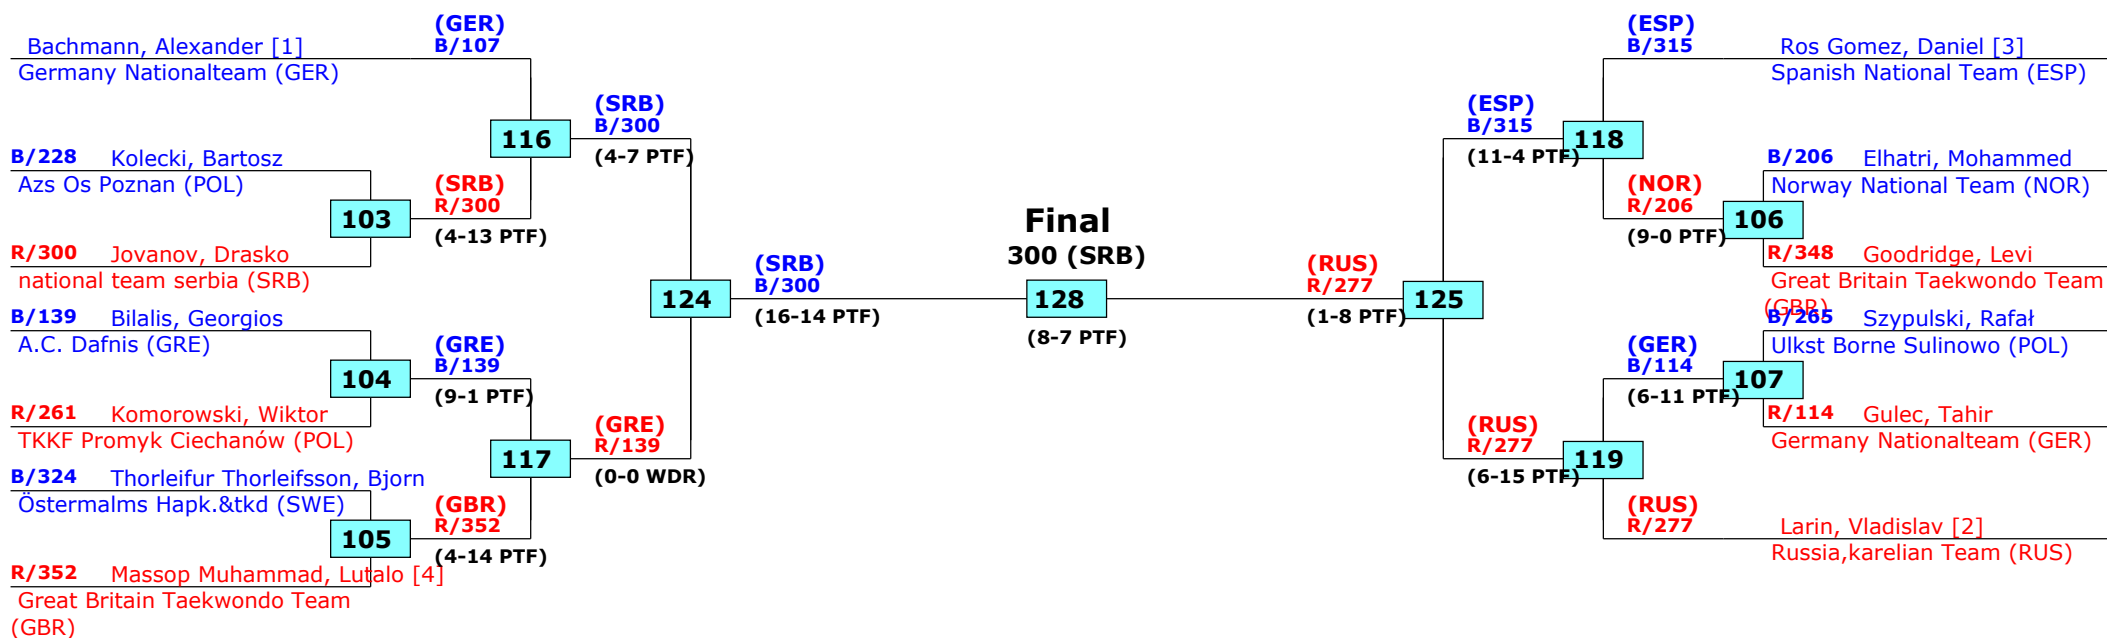 (GER)
B/107
Bachmann, Alexander [1]
Germany Nationalteam (GER)
116
(SRB)
B/300
(4-7 PTF)
B/228 Kolecki, Bartosz
Azs Os Poznan (POL)
103
(SRB)
R/300
(4-13 PTF)
R/300 Jovanov, Drasko
national team serbia (SRB)
124
(SRB)
B/300
(16-14 PTF)
B/139 Bilalis, Georgios
A.C. Dafnis (GRE)
104
(GRE)
B/139
(9-1 PTF)
R/261 Komorowski, Wiktor
TKKF Promyk Ciechanów (POL)
117
(GRE)
R/139
(0-0 WDR)
B/324 Thorleifur Thorleifsson, Bjorn
Östermalms Hapk.&tkd (SWE)
105
(GBR)
R/352
(4-14 PTF)
R/352 Massop Muhammad, Lutalo [4]
Great Britain Taekwondo Team
(GBR)
Final
300 (SRB)
128
(8-7 PTF)
(RUS)
R/277
(1-8 PTF)
125
(ESP)
B/315
(11-4 PTF)
118
(ESP)
B/315
Ros Gomez, Daniel [3]
Spanish National Team (ESP)
(NOR)
R/206
(9-0 PTF)
106
B/206 Elhatri, Mohammed
Norway National Team (NOR)
R/348 Goodridge, Levi
Great Britain Taekwondo Team
(GBR)
B/265 Szypulski, Rafał
Ulkst Borne Sulinowo (POL)
(GER)
B/114
(6-11 PTF)
107
R/114 Gulec, Tahir
Germany Nationalteam (GER)
(RUS)
R/277
(6-15 PTF)
119
(RUS)
R/277
Larin, Vladislav [2]
Russia,karelian Team (RUS)